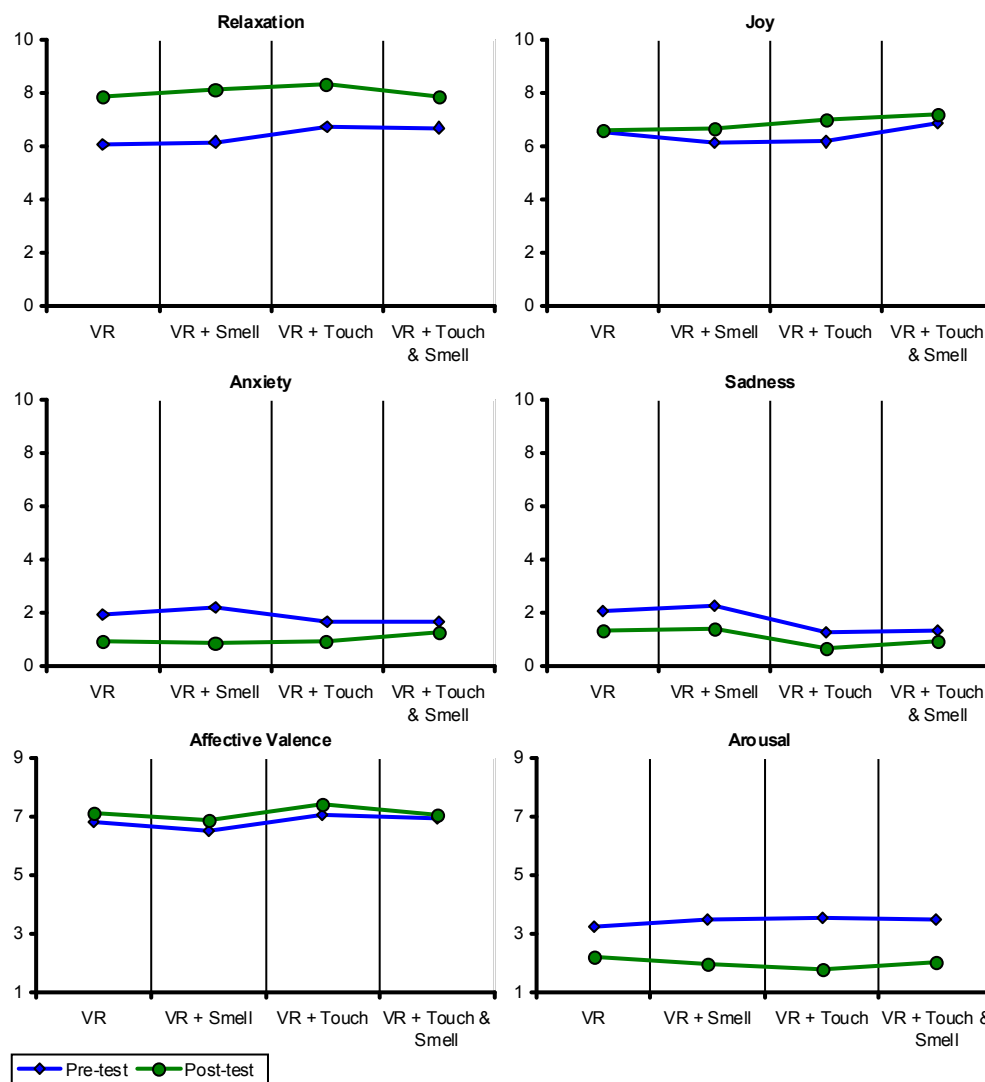 Relaxation
10
8
6
4
2
0
VR
VR + Smell
VR + Touch
VR + Touch
& Smell
Joy
10
8
6
4
2
0
VR
VR + Smell
VR + Touch
VR + Touch
& Smell
Anxiety
10
8
6
4
2
0
VR
VR + Smell
VR + Touch
VR + Touch
& Smell
Sadness
10
8
6
4
2
0
VR
VR + Smell
VR + Touch
VR + Touch
& Smell
Affective Valence
9
7
5
3
1
VR
VR + Smell
VR + Touch
VR + Touch &
Smell
Arousal
9
7
5
3
1
VR
VR + Smell
VR + Touch
VR + Touch &
Smell
Pre-test
Post-test